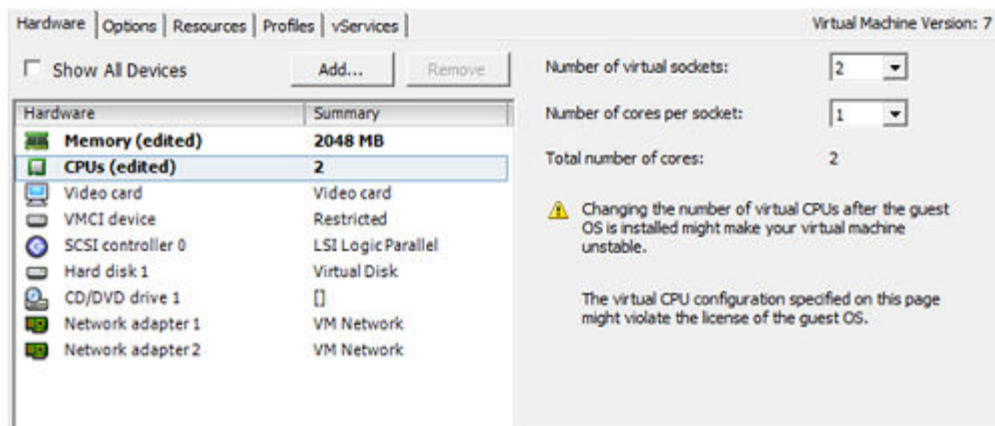 Hardware Options Resources Profiles vServices Virtual Machine Version: 7
Show All Devices Add... Remove
Hardware Summary
Memory (edited) 2048 MB
CPUs (edited) 2
Video card Video card
VMCI device Restricted
SCSI controller 0 LSI Logic Parallel
Hard disk 1 Virtual Disk
CD/DVD drive 1 []
Network adapter 1 VM Network
Network adapter 2 VM Network
Number of virtual sockets: 2
Number of cores per socket: 1
Total number of cores: 2
Changing the number of virtual CPUs after the guest
OS is installed might make your virtual machine
unstable.
The virtual CPU configuration specified on this page
might violate the license of the guest OS.